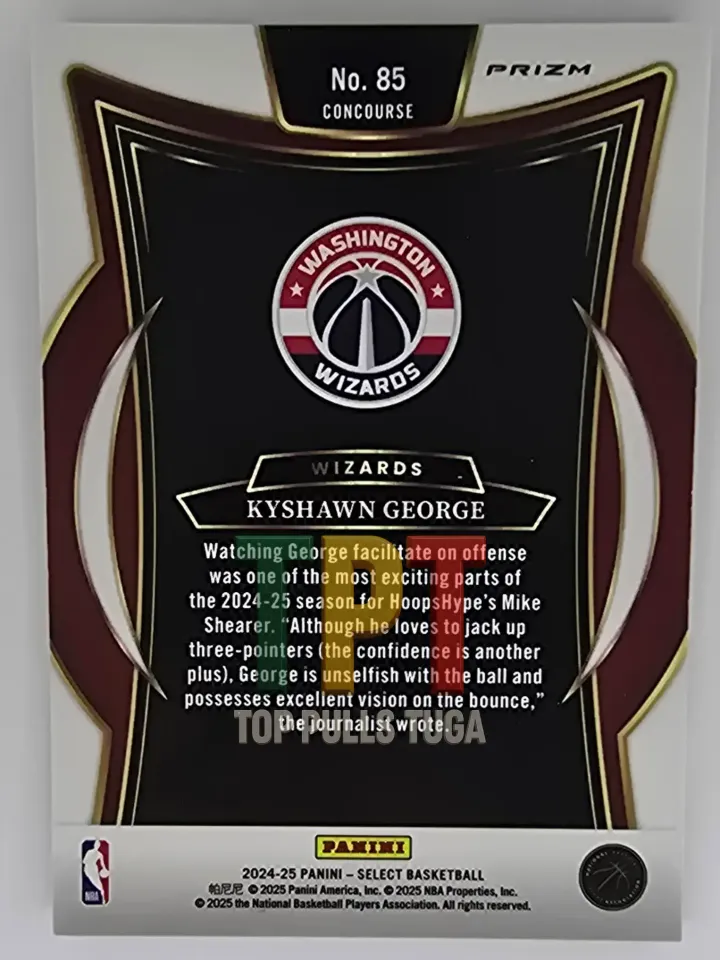 No. 85
CONCOURSE
PRIZM
WASHINGTON
WIZARDS
WIZARDS
KYSHAWN GEORGE
Watching George facilitate on offense
was one of the most exciting parts of
the 2024-25 season for HoopsHype's Mike
Shearer. “Although he loves to jack up
three-pointers (the confidence is another
plus), George is unselfish with the ball and
possesses excellent vision on the bounce,”
the journalist wrote.
TPT
TOP PULLS TUGA
PANINI
2024-25 PANINI – SELECT BASKETBALL
帕尼尼 © 2025 Panini America, Inc. © 2025 NBA Properties, Inc.
© 2025 the National Basketball Players Association. All rights reserved.
NBA